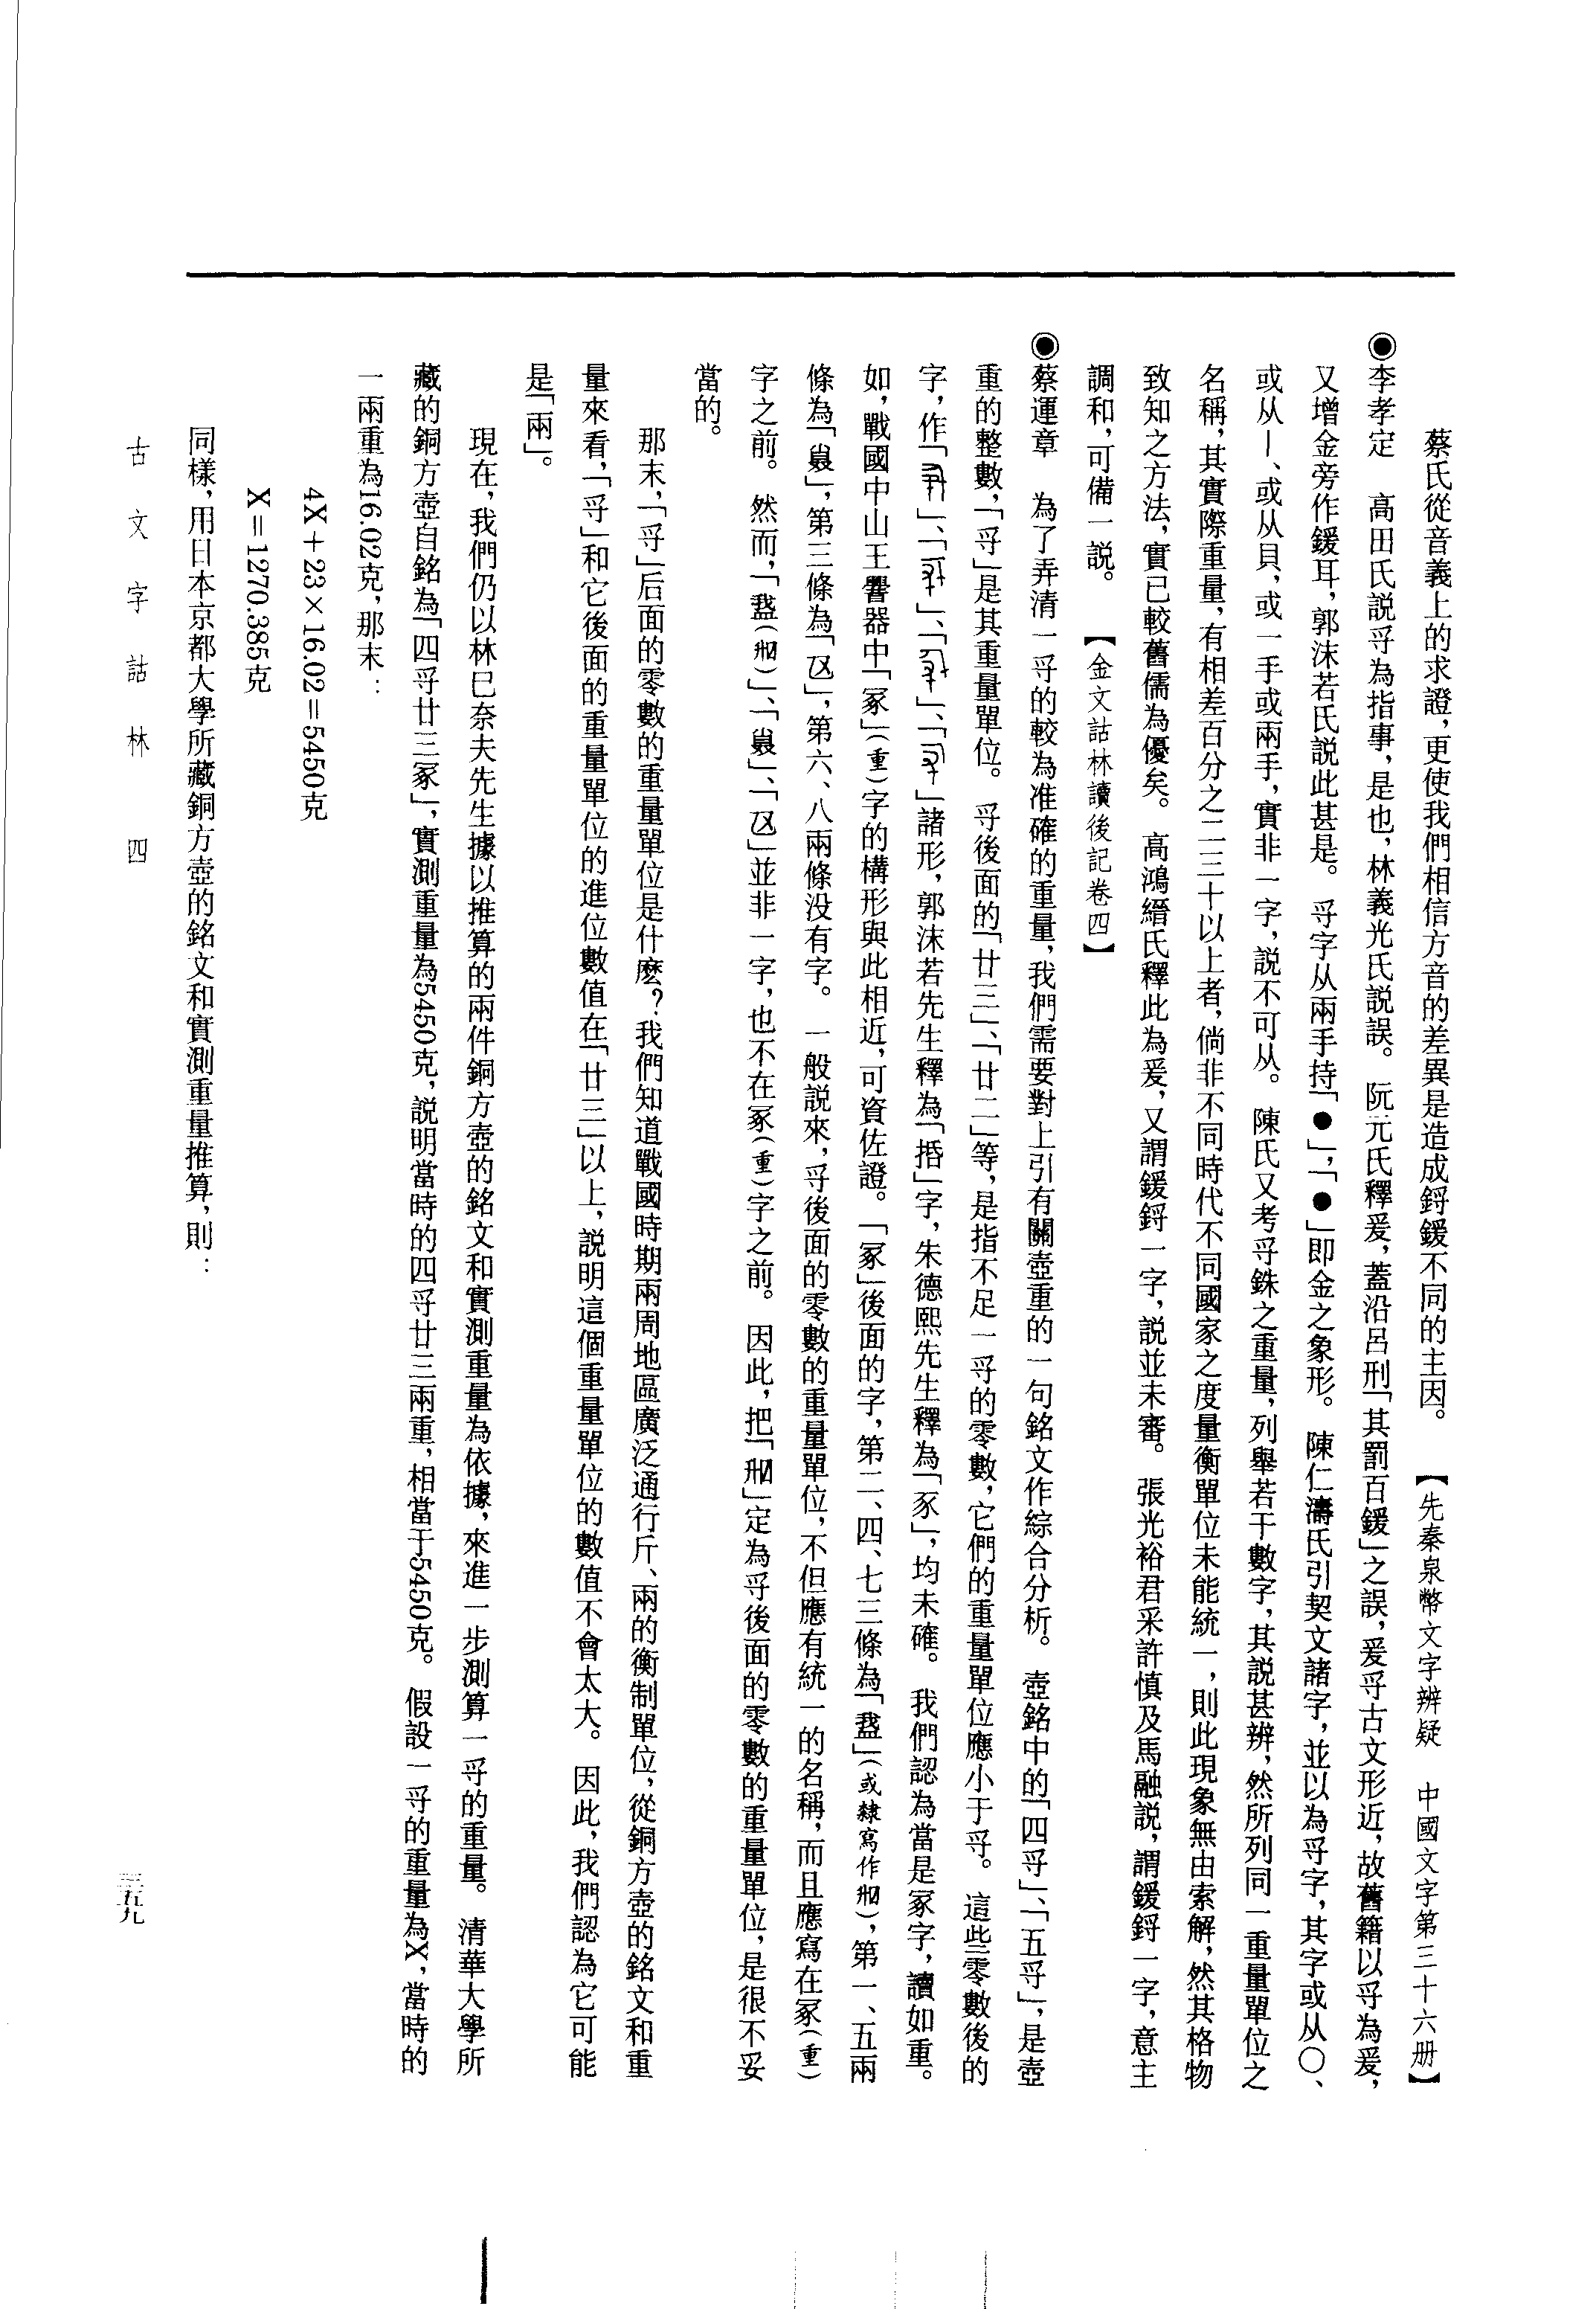 蔡氏從音義上的求證，更使我們相信方音的差異是造成鋝鍰不同的主因。　【先秦泉幣文字辨疑　中國文字第三十六册】
◉李孝定　高田氏説寽為指事，是也，林義光氏説誤。阮元氏釋爰，蓋沿呂刑「其罰百鍰」之誤，爰寽古文形近，故舊籍以寽為爰，
又增金旁作鍰耳，郭沫若氏説此甚是。寽字从兩手持「●」，「●」即金之象形。陳仁濤氏引契文諸字，並以為寽字，其字或从〇、
或从丨、或从貝，或一手或兩手，實非一字，説不可从。陳氏又考寽銖之重量，列舉若干數字，其説甚辨，然所列同一重量單位之
名稱，其實際重量，有相差百分之二三十以上者，倘非不同時代不同國家之度量衡單位未能統一，則此現象無由索解，然其格物
致知之方法，實已較舊儒為優矣。高鴻縉氏釋此為爰，又謂鍰鋝一字，説並未審。張光裕君采許慎及馬融説，謂鍰鋝一字，意主
調和，可備一説。　【金文詁林讀後記卷四】
◉蔡運章　為了弄清一寽的較為准確的重量，我們需要對上引有關壺重的一句銘文作綜合分析。壺銘中的「四寽」、「五寽」，是壺
重的整數，「寽」是其重量單位。寽後面的「廿三」、「廿二」等，是指不足一寽的零數，它們的重量單位應小于寽。這些零數後的
字，作「」、「」、「」、「」諸形，郭沫若先生釋為「捪」字，朱德熙先生釋為「豕」，均未確。我們認為當是冢字，讀如重。
如，戰國中山王譽器中「冢」（重）字的構形與此相近，可資佐證。「冢」後面的字，第二、四、七三條為「」（或隸寫作），第一、五兩
條為「」，第三條為「」，第六、八兩條没有字。一般説來，寽後面的零數的重量單位，不但應有統一的名稱，而且應寫在冢（重）
字之前。然而，「（）」、「」、「」並非一字，也不在冢（重）字之前。因此，把「」定為寽後面的零數的重量單位，是很不妥
當的。
那末，「寽」后面的零數的重量單位是什麽？我們知道戰國時期兩周地區廣泛通行斤、兩的衡制單位，從銅方壺的銘文和重
量來看，「寽」和它後面的重量單位的進位數值在「廿三」以上，説明這個重量單位的數值不會太大。因此，我們認為它可能
是「兩」。
現在，我們仍以林巳奈夫先生據以推算的兩件銅方壺的銘文和實測重量為依據，來進一步測算一寽的重量。清華大學所
藏的銅方壺自銘為「四寽廿三冢」，實測重量為5450克，説明當時的四寽廿三兩重，相當于5450克。假設一寽的重量為X，當時的
一兩重為16.02克，那末：
4X＋23×16.02＝5450克
X＝1270.385克
同樣，用日本京都大學所藏銅方壺的銘文和實測重量推算，則：
古文字詁林　四
三五九